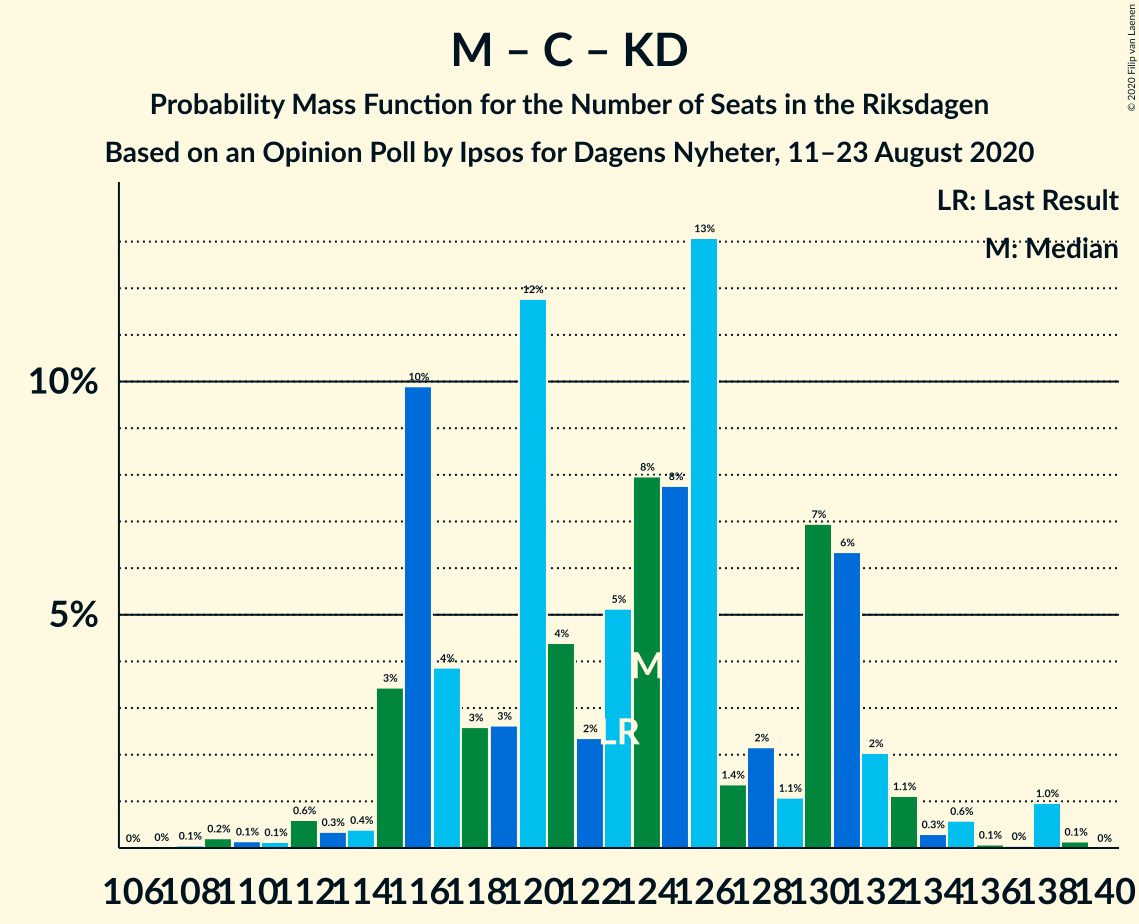 © 2020 Filip van Laenen
M – C – KD
Probability Mass Function for the Number of Seats in the Riksdagen
Based on an Opinion Poll by Ipsos for Dagens Nyheter, 11–23 August 2020
LR: Last Result
M: Median
10%
5%
0% 0% 0.1% 0.2% 0.1% 0.1% 0.6% 0.3% 0.4% 3% 10% 4% 3% 3% 12% 4% 2% 5% 8% 8% 13% 1.4% 2% 1.1% 7% 6% 2% 1.1% 0.3% 0.6% 0.1% 0% 1.0% 0.1% 0%
M
LR
106 108 110 112 114 116 118 120 122 124 126 128 130 132 134 136 138 140